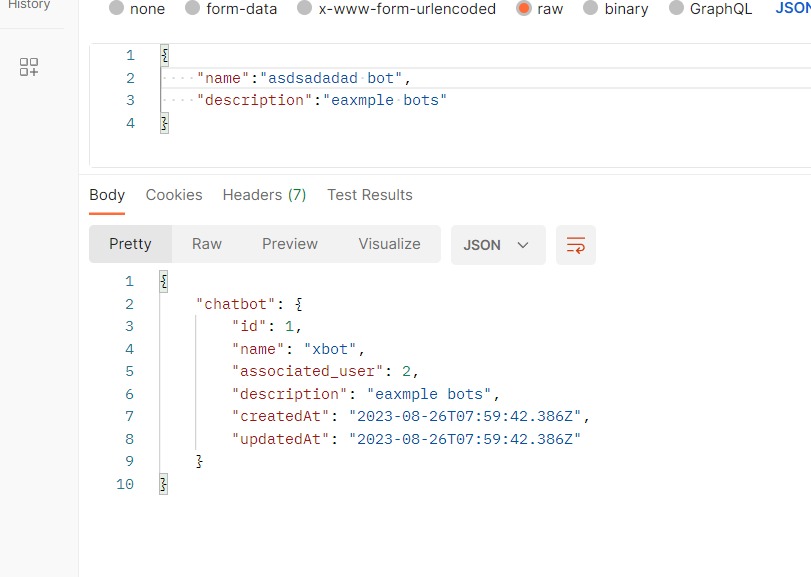 History
none form-data x-www-form-urlencoded raw binary GraphQL JSON
1 {
2 "name":"asdsadadad bot",
3 "description":"eaxmple bots"
4 }
Body Cookies Headers (7) Test Results
Pretty Raw Preview Visualize JSON
1 {
2 "chatbot": {
3 "id": 1,
4 "name": "xbot",
5 "associated_user": 2,
6 "description": "eaxmple bots",
7 "createdAt": "2023-08-26T07:59:42.386Z",
8 "updatedAt": "2023-08-26T07:59:42.386Z"
9 }
10 }